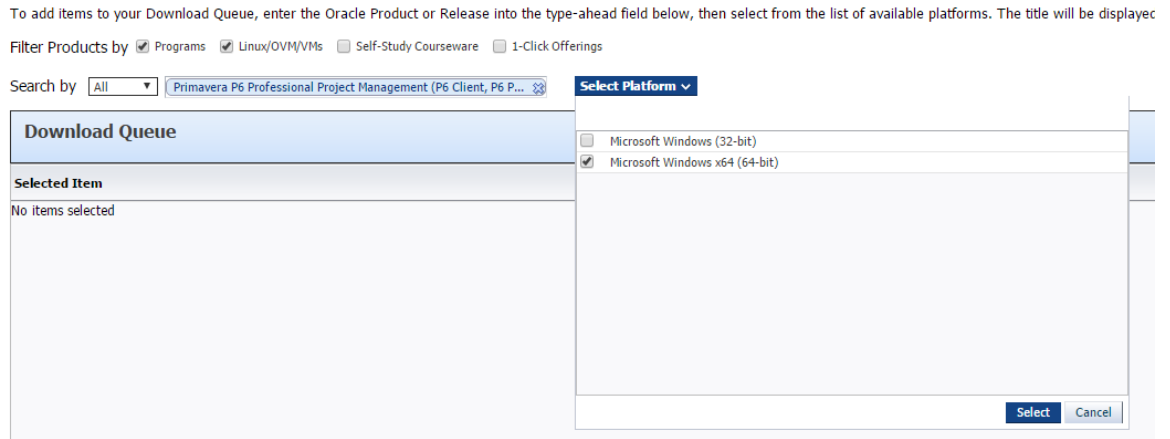 To add items to your Download Queue, enter the Oracle Product or Release into the type-ahead field below, then select from the list of available platforms. The title will be displayed
Filter Products by Programs Linux/OVM/VMs Self-Study Courseware 1-Click Offerings
Search by All Primavera P6 Professional Project Management (P6 Client, P6 P... Select Platform
Download Queue
Microsoft Windows (32-bit)
Microsoft Windows x64 (64-bit)
Selected Item
No items selected
Select Cancel